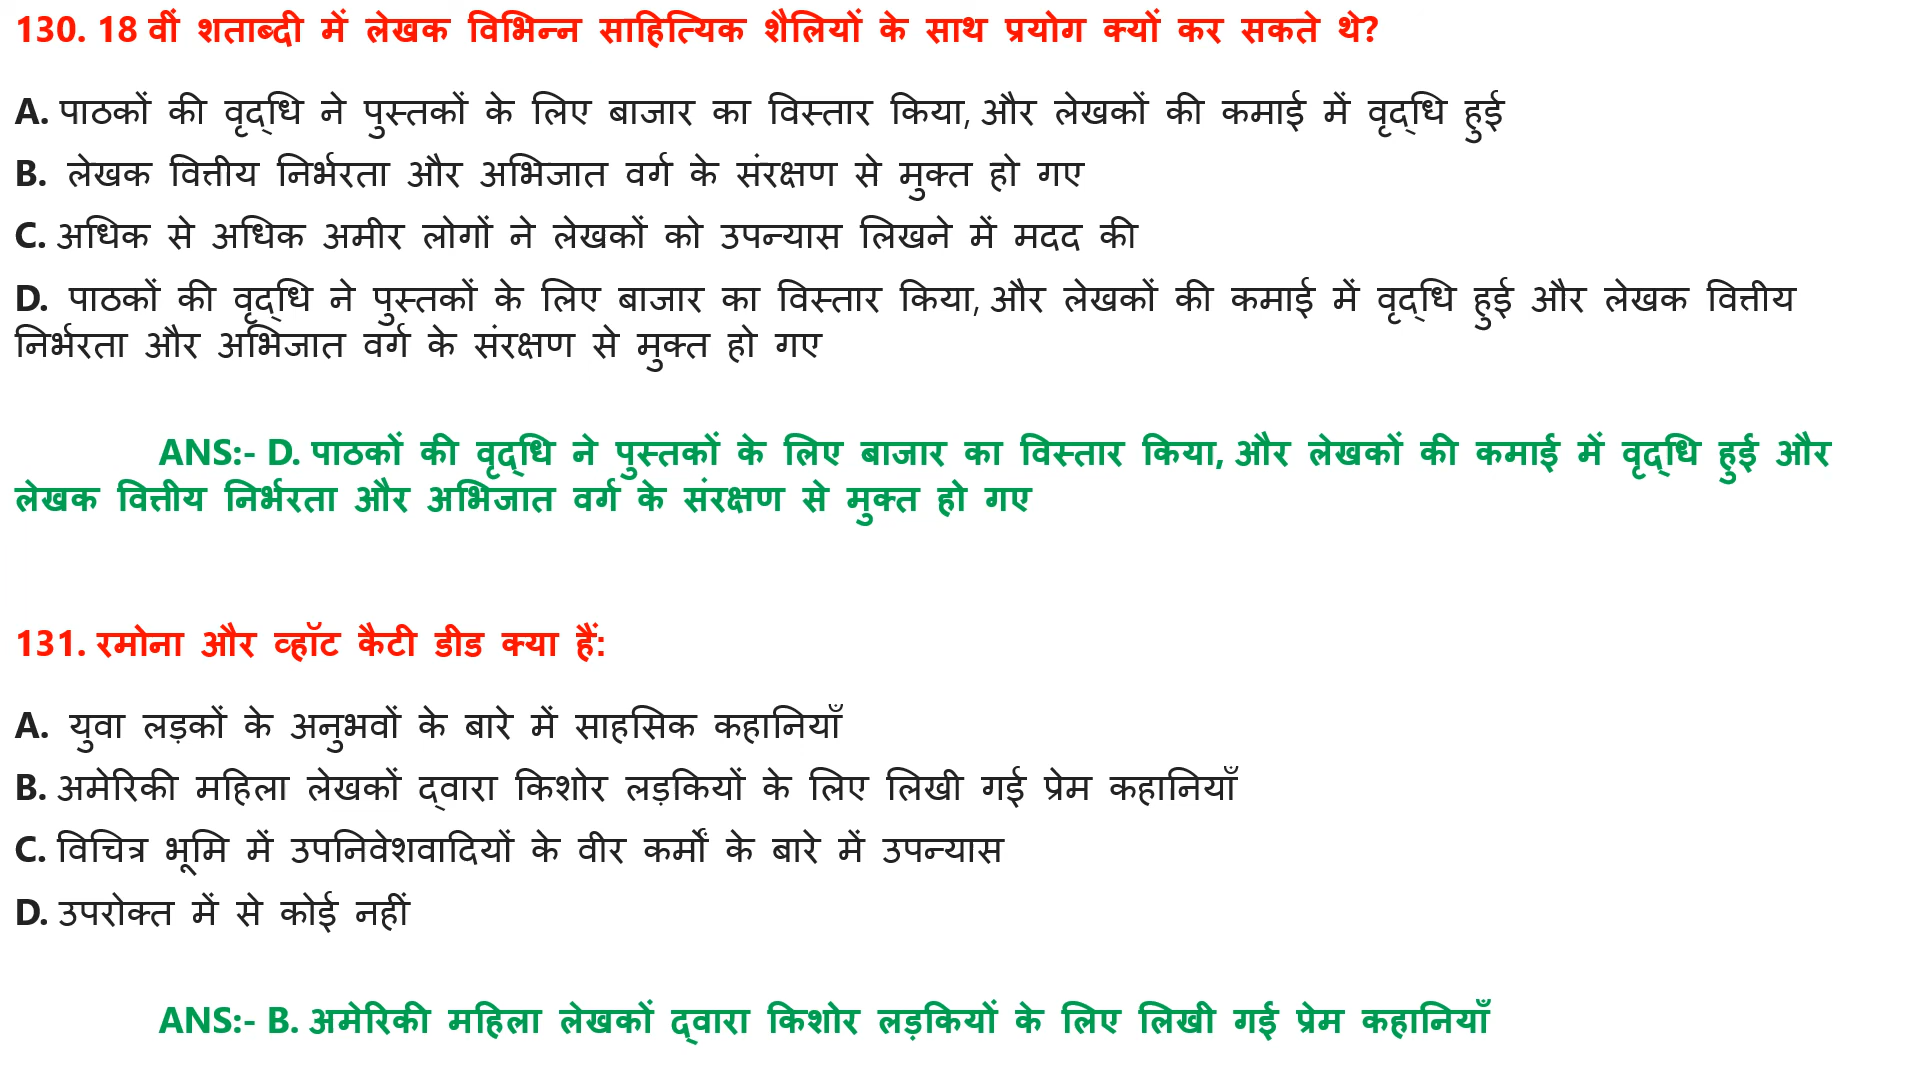 130. 18 वीं शताब्दी में लेखक विभिन्न साहित्यिक शैलियों के साथ प्रयोग क्यों कर सकते थे?
A. पाठकों की वृद्धि ने पुस्तकों के लिए बाजार का विस्तार किया, और लेखकों की कमाई में वृद्धि हुई
B. लेखक वित्तीय निर्भरता और अभिजात वर्ग के संरक्षण से मुक्त हो गए
C. अधिक से अधिक अमीर लोगों ने लेखकों को उपन्यास लिखने में मदद की
D. पाठकों की वृद्धि ने पुस्तकों के लिए बाजार का विस्तार किया, और लेखकों की कमाई में वृद्धि हुई और लेखक वित्तीय
निर्भरता और अभिजात वर्ग के संरक्षण से मुक्त हो गए
ANS:- D. पाठकों की वृद्धि ने पुस्तकों के लिए बाजार का विस्तार किया, और लेखकों की कमाई में वृद्धि हुई और
लेखक वित्तीय निर्भरता और अभिजात वर्ग के संरक्षण से मुक्त हो गए
131. रमोना और व्हॉट कैटी डीड क्या हैं:
A. युवा लड़कों के अनुभवों के बारे में साहसिक कहानियाँ
B. अमेरिकी महिला लेखकों द्वारा किशोर लड़कियों के लिए लिखी गई प्रेम कहानियाँ
C. विचित्र भूमि में उपनिवेशवादियों के वीर कर्मों के बारे में उपन्यास
D. उपरोक्त में से कोई नहीं
ANS:- B. अमेरिकी महिला लेखकों द्वारा किशोर लड़कियों के लिए लिखी गई प्रेम कहानियाँ